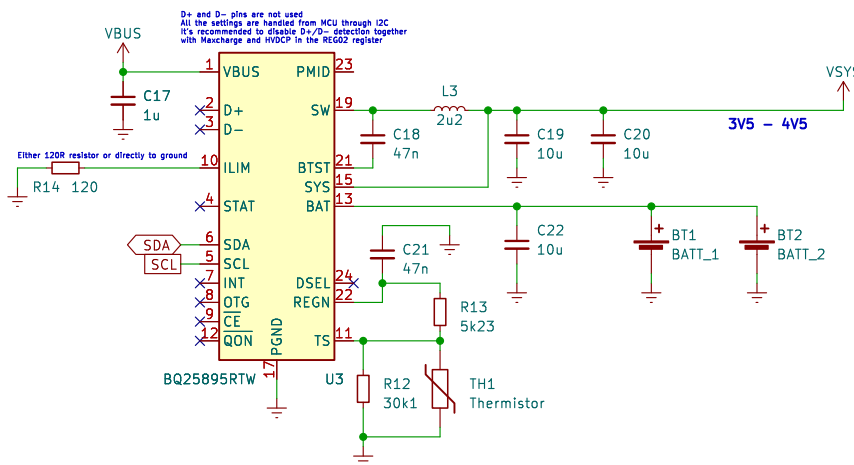 D+ and D- pins are not used
All the settings are handled from MCU through I2C
It's recommended to disable D+/D- detection together
with Maxcharge and HVDCP in the REG02 register
VBUS
C17
1u
Either 120R resistor or directly to ground
R14 120
SDA
SCL
1 VBUS
2 D+
3 D-
10 ILIM
4 STAT
6 SDA
5 SCL
7 INT
8 OTG
9 CE
12 QON
PMID 23
SW 19
BTST 21
SYS 15
BAT 13
DSEL 24
REGN 22
TS 11
PGND
17
BQ25895RTW
U3
L3
2u2
C18
47n
C19
10u
C20
10u
VSYS
3V5 - 4V5
C22
10u
+
BT1
BATT_1
+
BT2
BATT_2
C21
47n
R13
5k23
R12
30k1
TH1
Thermistor